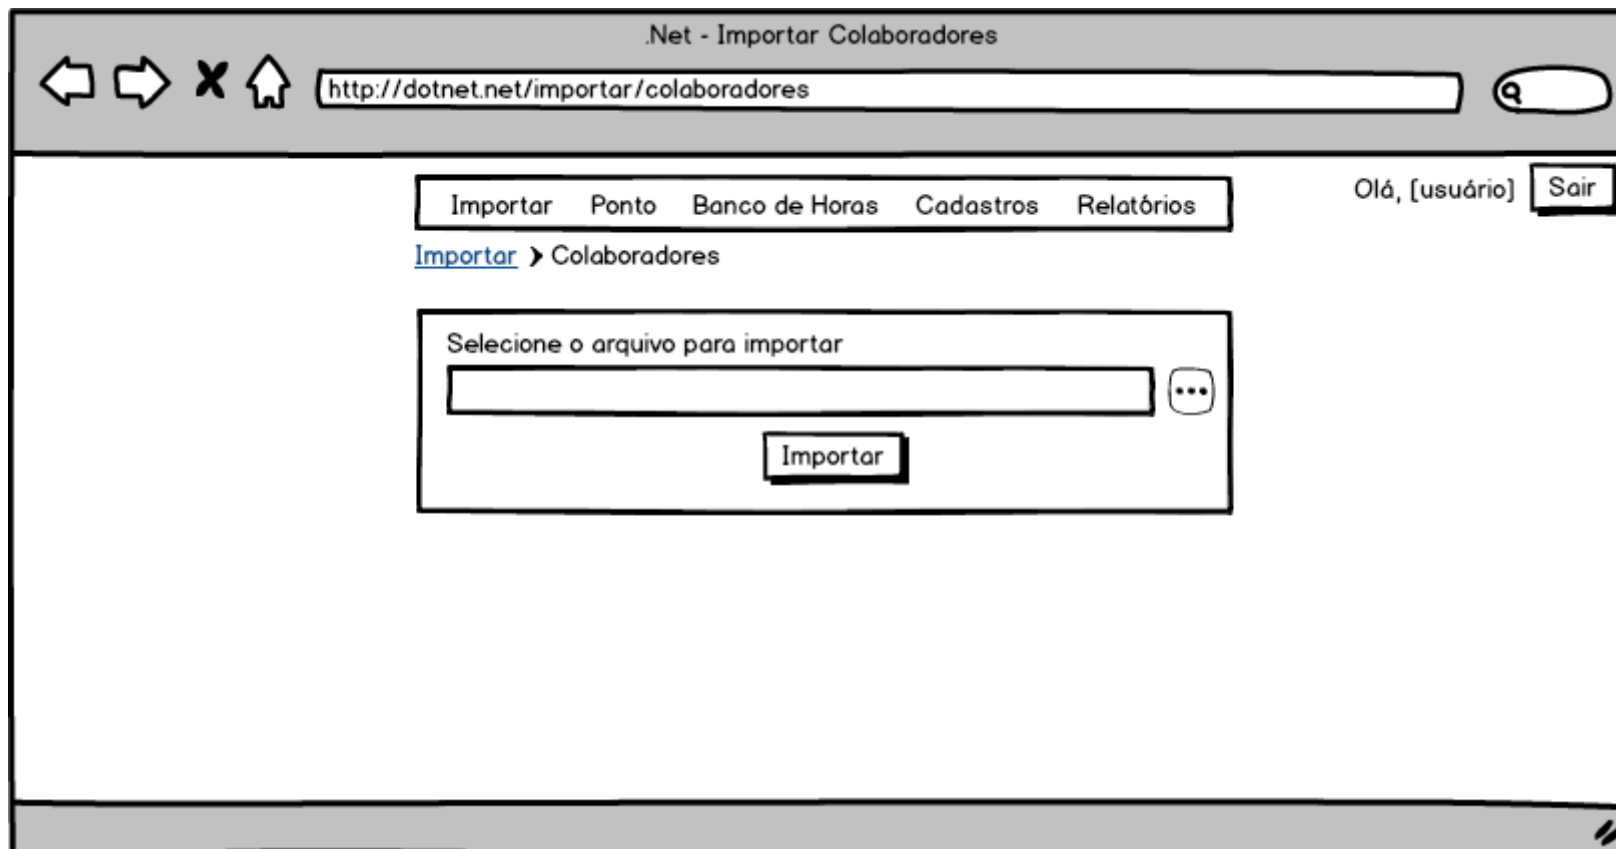 .Net - Importar Colaboradores
http://dotnet.net/importar/colaboradores
Importar Ponto Banco de Horas Cadastros Relatórios
Olá, [usuário] Sair
Importar > Colaboradores
Selecione o arquivo para importar
...
Importar